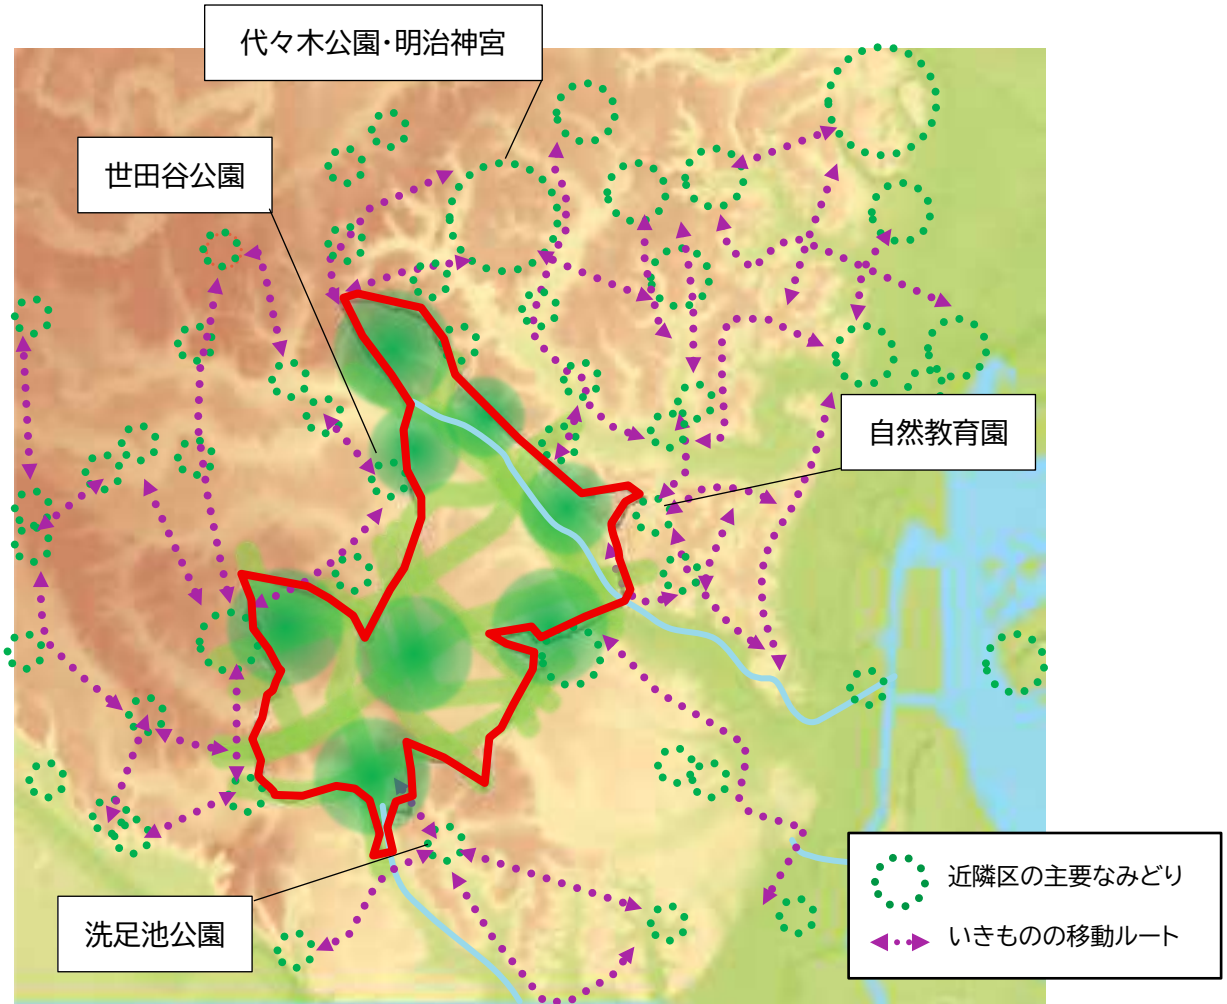 代々木公園・明治神宮
世田谷公園
自然教育園
洗足池公園
近隣区の主要なみどり
いきものの移動ルート